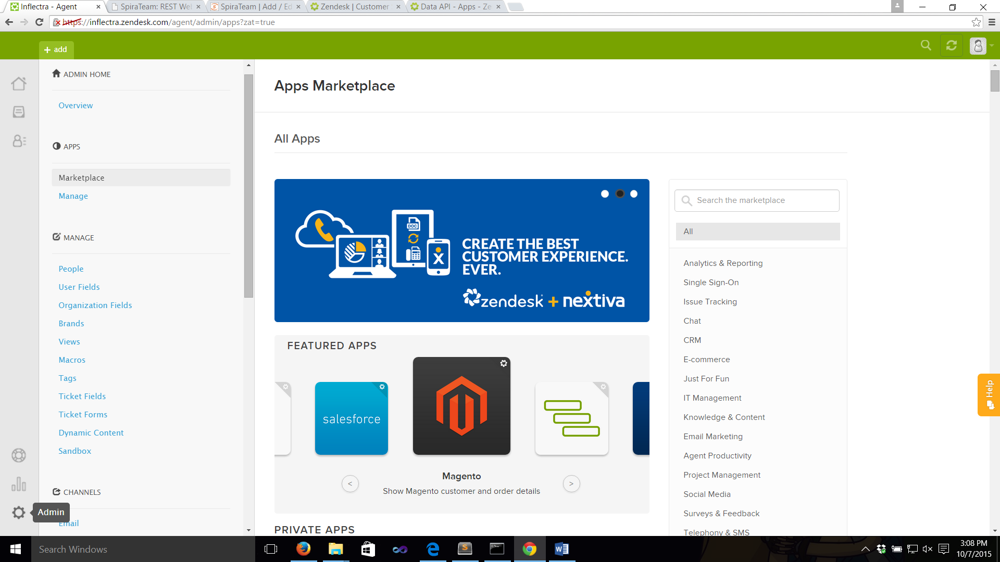 Inflectra - Agent
SpiraTeam: REST We
SpiraTeam | Add / Ed
Zendesk | Customer
Data API - Apps - Ze
https://inflectra.zendesk.com/agent/admin/apps?zat=true
+ add
ADMIN HOME
Overview
APPS
Marketplace
Manage
MANAGE
People
User Fields
Organization Fields
Brands
Views
Macros
Tags
Ticket Fields
Ticket Forms
Dynamic Content
Sandbox
CHANNELS
Admin
Email
Apps Marketplace
All Apps
DOC
CREATE THE BEST
CUSTOMER EXPERIENCE.
EVER.
zendesk + nextiva
FEATURED APPS
salesforce
Magento
< >
Show Magento customer and order details
PRIVATE APPS
Search the marketplace
All
Analytics & Reporting
Single Sign-On
Issue Tracking
Chat
CRM
E-commerce
Just For Fun
IT Management
Knowledge & Content
Email Marketing
Agent Productivity
Project Management
Social Media
Surveys & Feedback
Telephony & SMS
Help
Search Windows
3:08 PM
10/7/2015